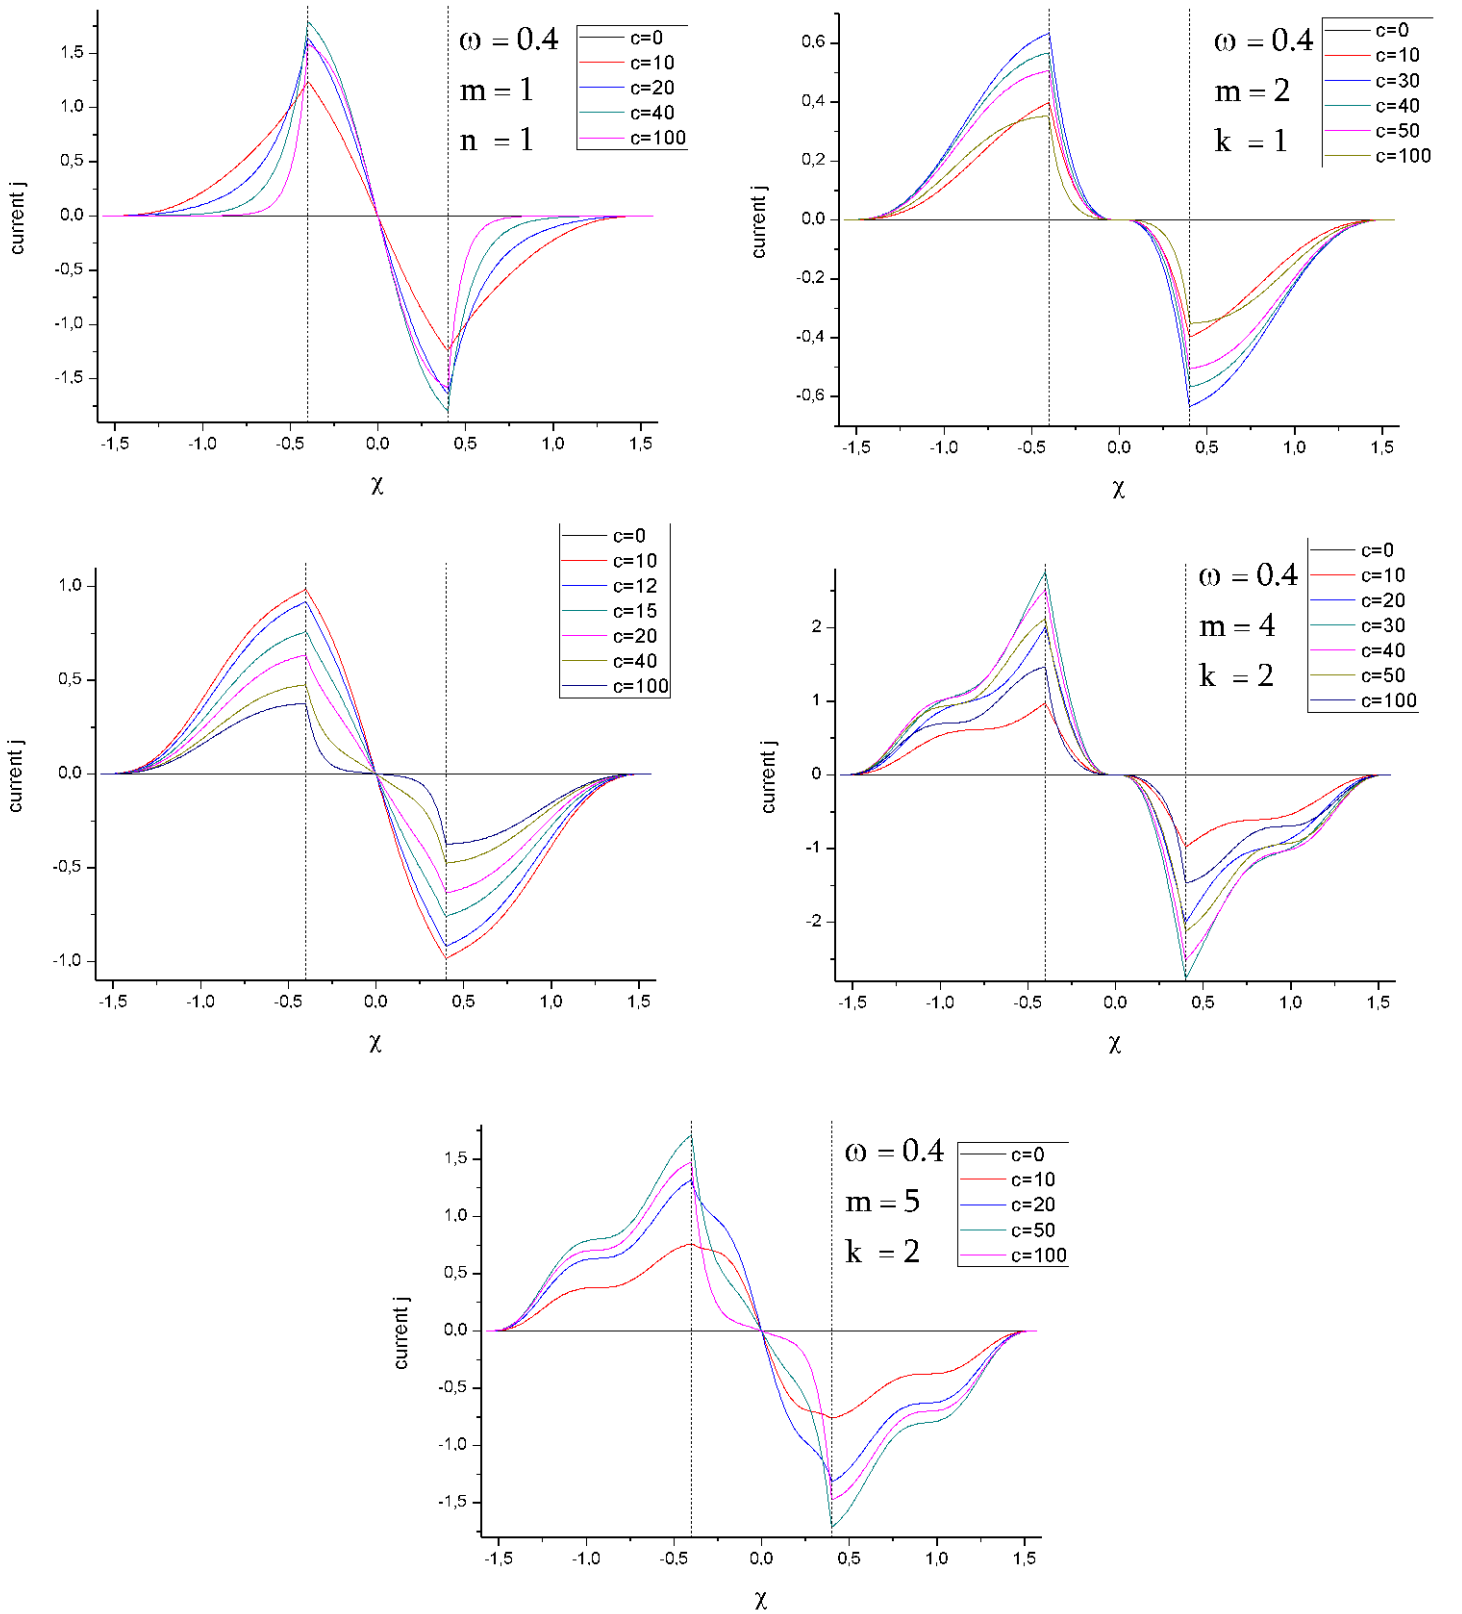 ω = 0.4
m = 1
n = 1
c=0
c=10
c=20
c=40
c=100
1,5
1,0
0,5
0,0
-0,5
-1,0
-1,5
current j
-1,5 -1,0 -0,5 0,0 0,5 1,0 1,5
χ
ω = 0.4
m = 2
k = 1
c=0
c=10
c=30
c=40
c=50
c=100
0,6
0,4
0,2
0,0
-0,2
-0,4
-0,6
current j
-1,5 -1,0 -0,5 0,0 0,5 1,0 1,5
χ
c=0
c=10
c=12
c=15
c=20
c=40
c=100
1,0
0,5
0,0
-0,5
-1,0
current j
-1,5 -1,0 -0,5 0,0 0,5 1,0 1,5
χ
ω = 0.4
m = 4
k = 2
c=0
c=10
c=20
c=30
c=40
c=50
c=100
2
1
0
-1
-2
current j
-1,5 -1,0 -0,5 0,0 0,5 1,0 1,5
χ
ω = 0.4
m = 5
k = 2
c=0
c=10
c=20
c=50
c=100
1,5
1,0
0,5
0,0
-0,5
-1,0
-1,5
current j
-1,5 -1,0 -0,5 0,0 0,5 1,0 1,5
χ